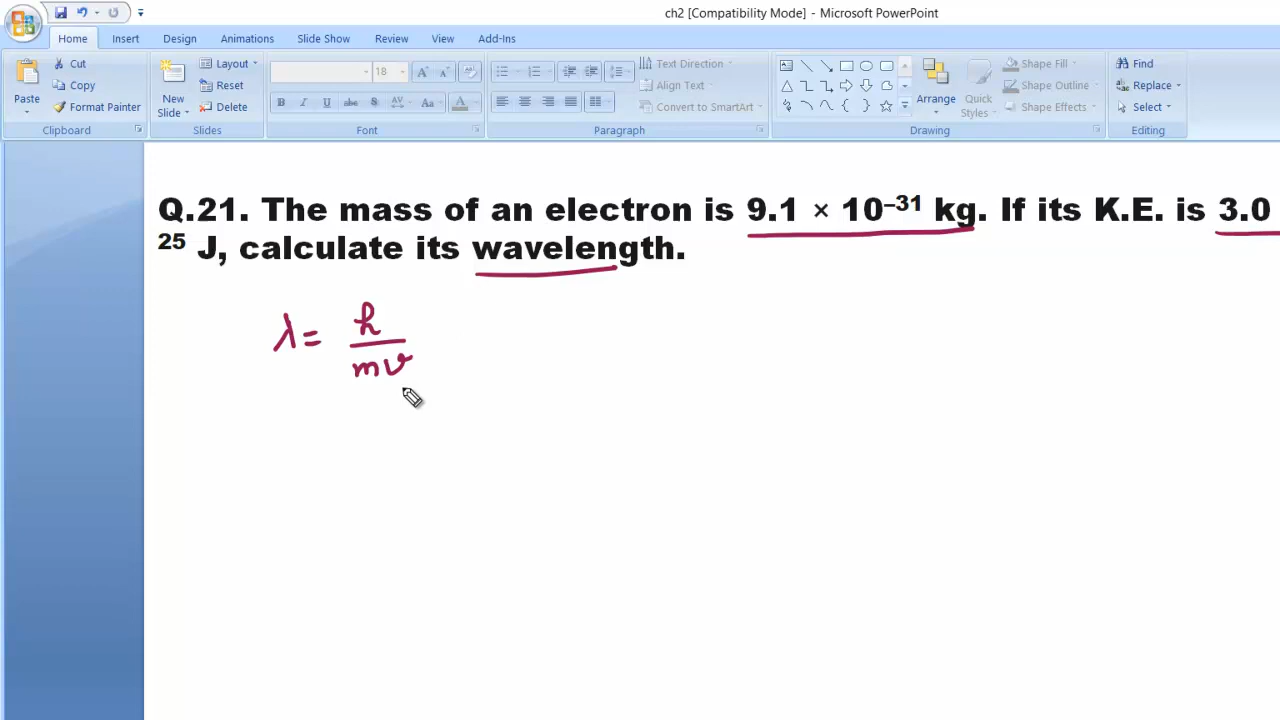 ch2 [Compatibility Mode] - Microsoft PowerPoint
Home Insert Design Animations Slide Show Review View Add-Ins
Paste
Cut
Copy
Format Painter
Clipboard
New Slide
Layout
Reset
Delete
Slides
18
B I U abc AV Aa A
Font
Text Direction
Align Text
Convert to SmartArt
Paragraph
Arrange
Quick Styles
Shape Fill
Shape Outline
Shape Effects
Drawing
Find
Replace
Select
Editing
Q.21. The mass of an electron is 9.1 × 10–31 kg. If its K.E. is 3.0
25 J, calculate its wavelength.
λ = h
mv